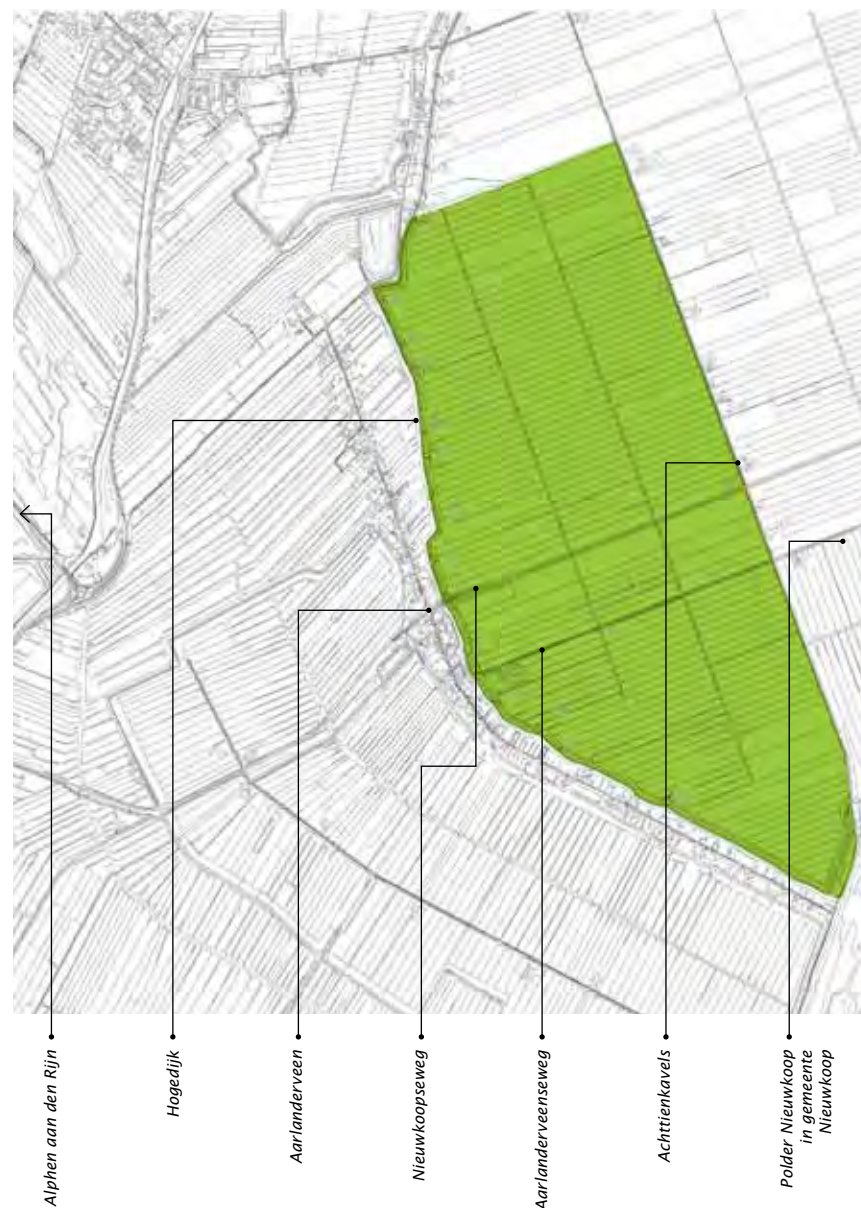 Alphen aan den Rijn
Hogedijk
Aarlanderveen
Nieuwkoopseweg
Aarlanderveenseweg
Achttienkavels
Polder Nieuwkoop
in gemeente
Nieuwkoop